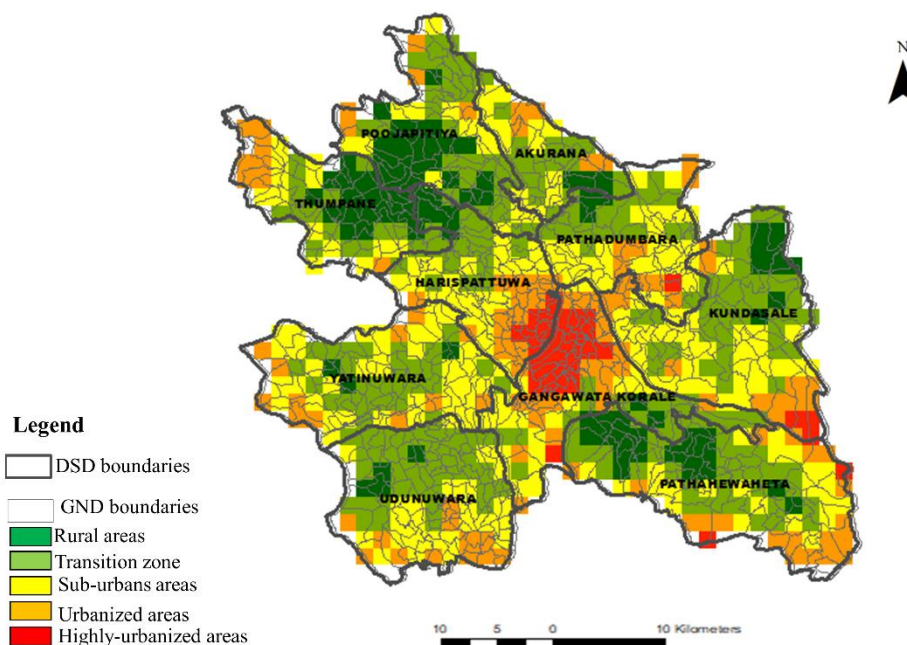 N
POOJAPITIYA
AKURANA
THUMPANE
PATHADUMBARA
HARISPATTUWA
KUNDASALE
YATINUWARA
GANGAWATA KORALE
PATHAHEWAHETA
UDUNUWARA
Legend
DSD boundaries
GND boundaries
Rural areas
Transition zone
Sub-urbans areas
Urbanized areas
Highly-urbanized areas
10 5 0 10 Kilometers